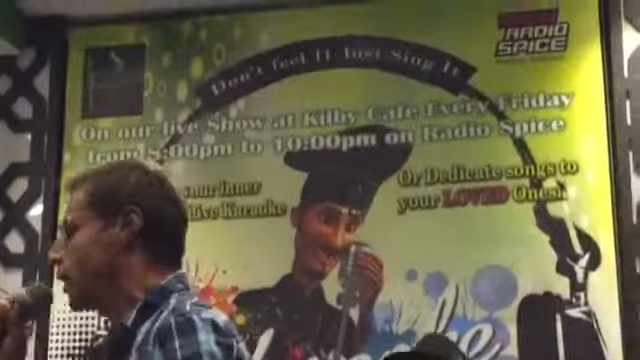 RADIO
SPICE
Don't feel It Just Sing It
On our live Show at Kilby Cafe Every Friday
from 8:00pm to 10:00pm on Radio Spice
your inner
live Karaoke
Or Dedicate songs to
your LOVED Ones!